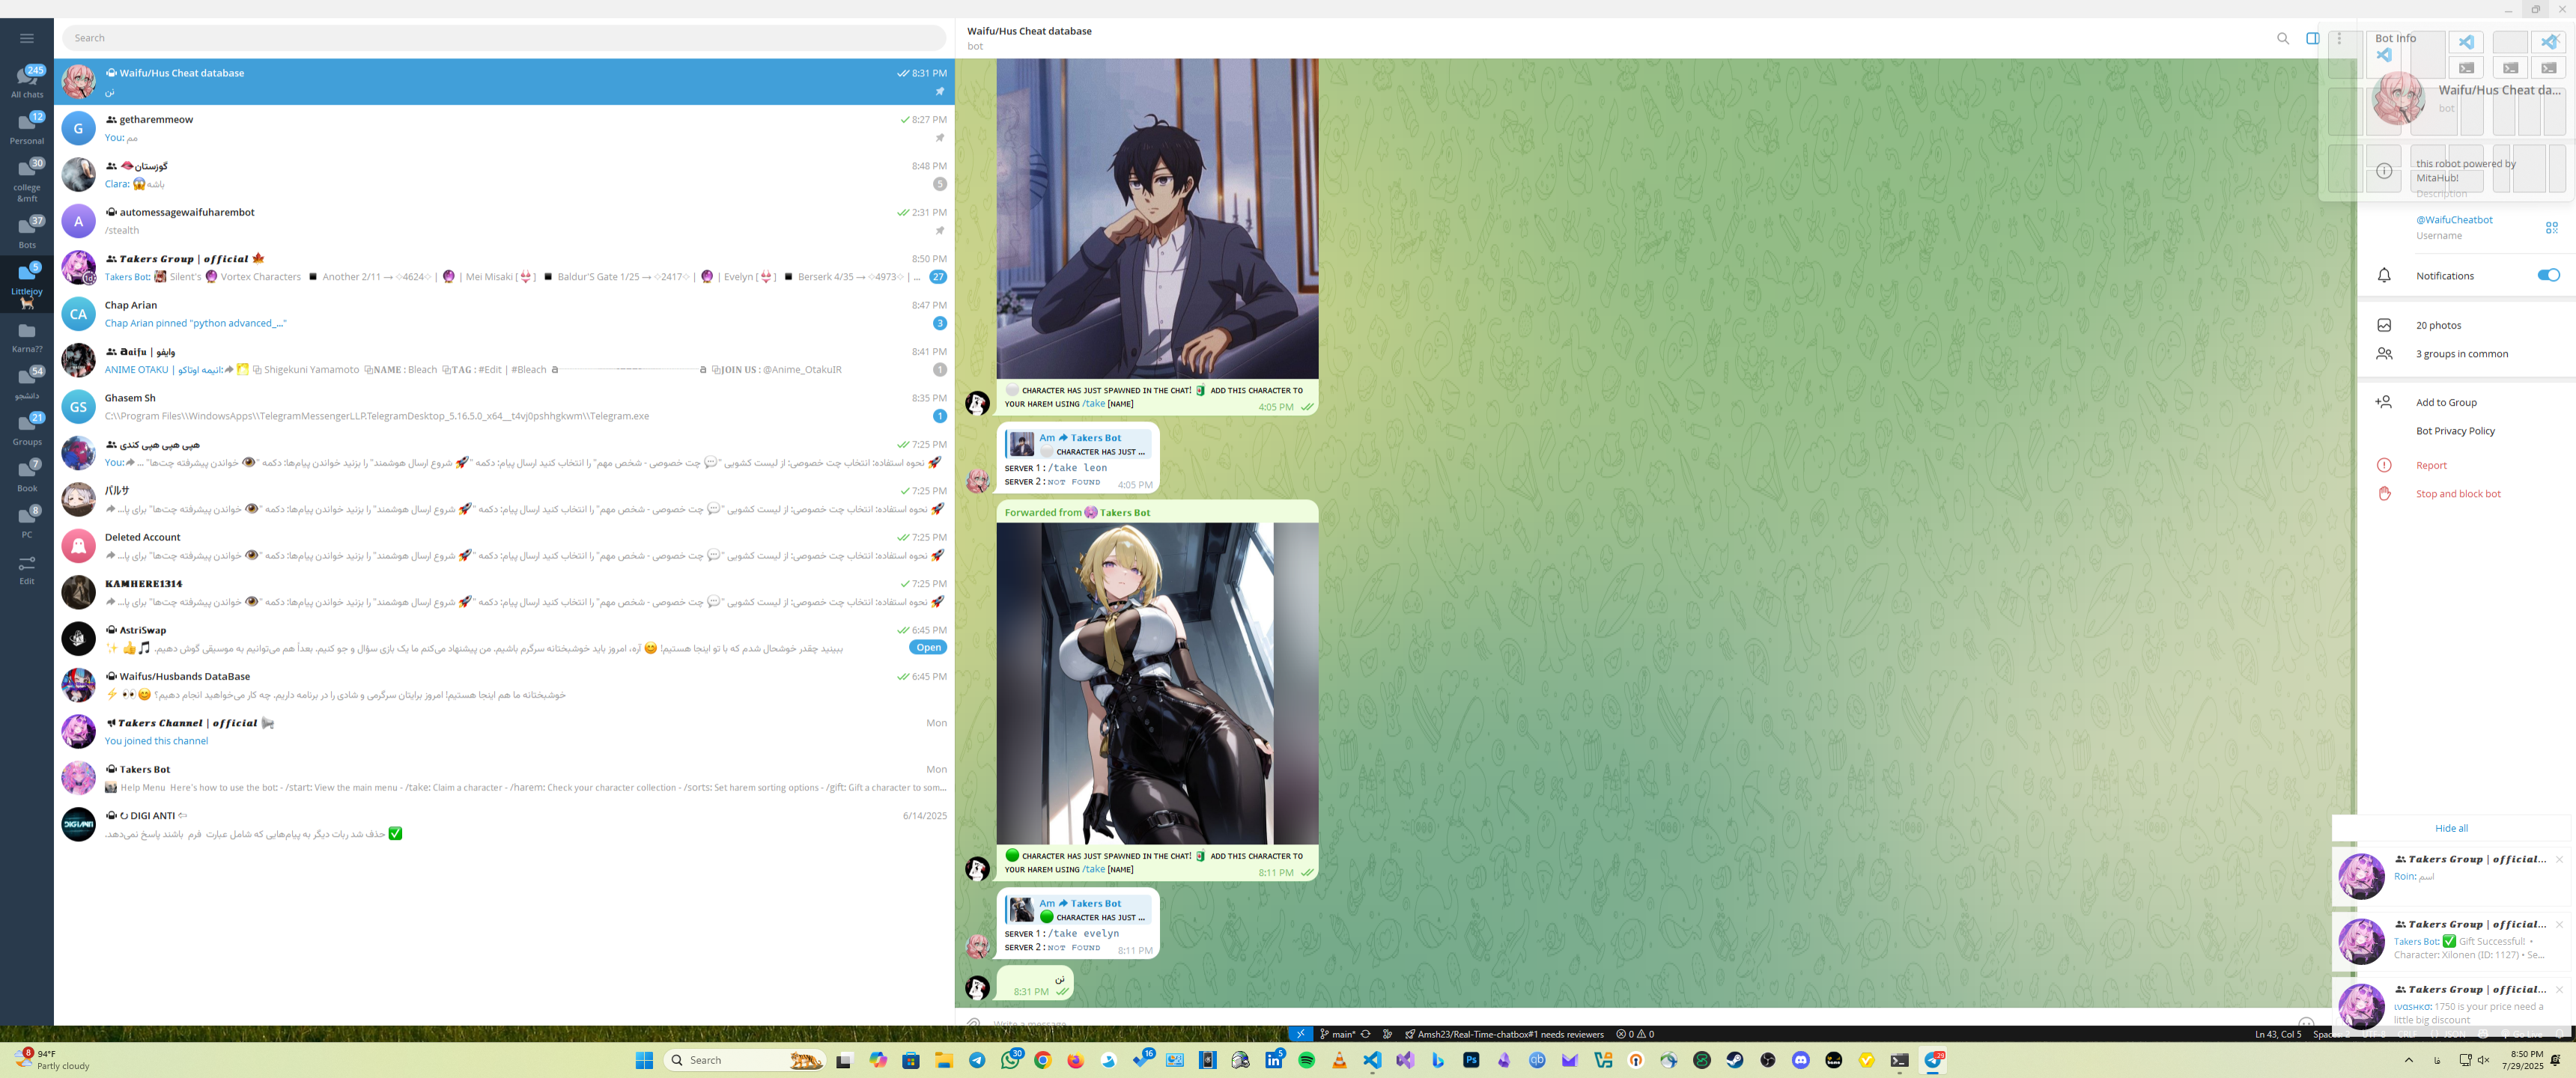 Search
245
All chats
12
Personal
30
college
&mft
37
Bots
5
Littlejoy
Karna??
54
دانشجو
21
Groups
7
Book
8
PC
Edit
Waifu/Hus Cheat database
8:31 PM
نن
G
getharemmeow
8:27 PM
You: مم
گوزستان
8:48 PM
Clara: 😱باشه
5
A
automessagewaifuharembot
2:31 PM
/stealth
Takers Group | official 🍁
8:50 PM
Takers Bot: Silent's 🔮 Vortex Characters ◾ Another 2/11 → ◇4624◇ | 🔮 | Mei Misaki [👙] ◾ Baldur'S Gate 1/25 → ◇2417◇ | 🔮 | Evelyn [👙] ◾ Berserk 4/35 → ◇4973◇ | ...
27
CA
Chap Arian
8:47 PM
Chap Arian pinned "python advanced_..."
3
aifu | وایفو
8:41 PM
ANIME OTAKU | انیمه اوتاکو: Shigekuni Yamamoto NAME : Bleach TAG : #Edit | #Bleach JOIN US : @Anime_OtakuIR
1
GS
Ghasem Sh
8:35 PM
C:\\Program Files\\WindowsApps\\TelegramMessengerLLP.TelegramDesktop_5.16.5.0_x64__t4vj0pshhgkwm\\Telegram.exe
1
هیی هیی هیی کندی
7:25 PM
You: 🚀 نحوه استفاده: انتخاب چت خصوصی: از لیست کشویی "💬 چت خصوصی - شخص مهم" را انتخاب کنید ارسال پیام: دکمه "🚀 شروع ارسال هوشمند" را بزنید خواندن پیام‌ها: دکمه "👁 خواندن پیشرفته چت‌ها" ...
パルサ
7:25 PM
🚀 نحوه استفاده: انتخاب چت خصوصی: از لیست کشویی "💬 چت خصوصی - شخص مهم" را انتخاب کنید ارسال پیام: دکمه "🚀 شروع ارسال هوشمند" را بزنید خواندن پیام‌ها: دکمه "👁 خواندن پیشرفته چت‌ها" برای پا...
Deleted Account
7:25 PM
🚀 نحوه استفاده: انتخاب چت خصوصی: از لیست کشویی "💬 چت خصوصی - شخص مهم" را انتخاب کنید ارسال پیام: دکمه "🚀 شروع ارسال هوشمند" را بزنید خواندن پیام‌ها: دکمه "👁 خواندن پیشرفته چت‌ها" برای پا...
KAMHERE1314
7:25 PM
🚀 نحوه استفاده: انتخاب چت خصوصی: از لیست کشویی "💬 چت خصوصی - شخص مهم" را انتخاب کنید ارسال پیام: دکمه "🚀 شروع ارسال هوشمند" را بزنید خواندن پیام‌ها: دکمه "👁 خواندن پیشرفته چت‌ها" برای پا...
AstriSwap
6:45 PM
ببینید چقدر خوشحال شدم که با تو اینجا هستیم! 😊 آره، امروز باید خوشبختانه سرگرم باشیم. من پیشنهاد می‌کنم ما یک بازی سؤال و جو کنیم. بعداً هم می‌توانیم به موسیقی گوش دهیم. 🎵👍 ✨
Open
Waifus/Husbands DataBase
6:45 PM
خوشبختانه ما هم اینجا هستیم! امروز برایتان سرگرمی و شادی را در برنامه داریم. چه کار می‌خواهید انجام دهیم؟ 😊👀 ⚡
Takers Channel | official
Mon
You joined this channel
Takers Bot
Mon
Help Menu Here's how to use the bot: - /start: View the main menu - /take: Claim a character - /harem: Check your character collection - /sorts: Set harem sorting options - /gift: Gift a character to som...
DIGI ANTI
DIGI ANTI
6/14/2025
✅ حذف شد ربات دیگر به پیام‌هایی که شامل عبارت فرم باشند پاسخ نمی‌دهد.
Waifu/Hus Cheat database
bot
⚪ CHARACTER HAS JUST SPAWNED IN THE CHAT! 🧃 ADD THIS CHARACTER TO
YOUR HAREM USING /take [NAME]
4:05 PM
Am Takers Bot
⚪ CHARACTER HAS JUST ...
SERVER 1 : /take leon
SERVER 2 : NOT FOUND
4:05 PM
Forwarded from Takers Bot
🟢 CHARACTER HAS JUST SPAWNED IN THE CHAT! 🧃 ADD THIS CHARACTER TO
YOUR HAREM USING /take [NAME]
8:11 PM
Am Takers Bot
🟢 CHARACTER HAS JUST ...
SERVER 1 : /take evelyn
SERVER 2 : NOT FOUND
8:11 PM
نن
8:31 PM
Write a message...
Bot Info
Waifu/Hus Cheat da...
bot
this robot powered by
MitaHub!
Description
@WaifuCheatbot
Username
Notifications
20 photos
3 groups in common
Add to Group
Bot Privacy Policy
Report
Stop and block bot
Hide all
Takers Group | official...
Roin: اسم
Takers Group | official...
Takers Bot: ✅ Gift Successful! •
Character: Xilonen (ID: 1127) • Se...
Takers Group | official...
ɩvαѕнкα: 1750 is your price need a
little big discount
main*
Amsh23/Real-Time-chatbox#1 needs reviewers
0
0
Ln 43, Col 5
Spaces: 2
UTF-8
CRLF
JSON
Go Live
8
94°F
Partly cloudy
Search
30
16
5
29
فا
8:50 PM
7/29/2025